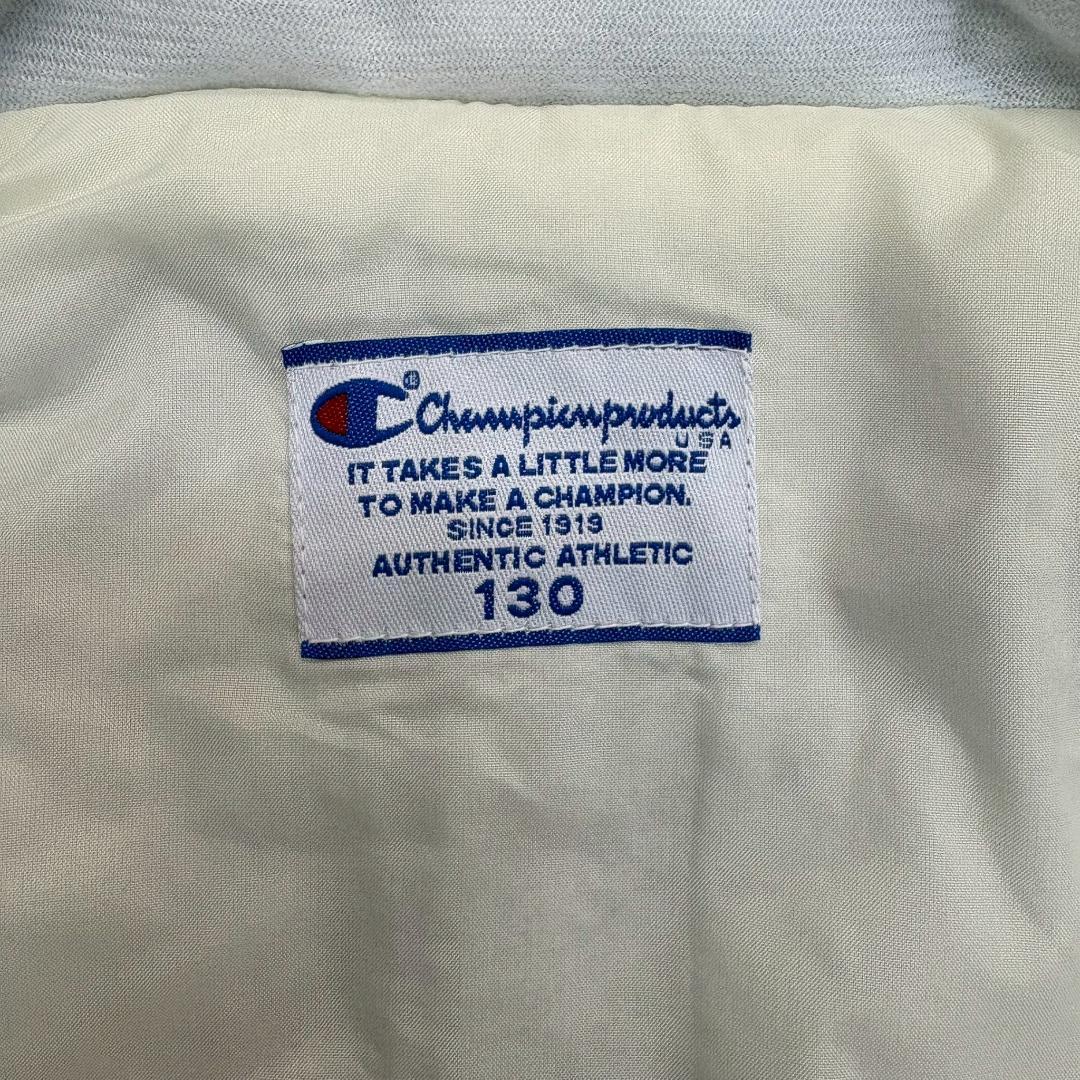 Championproducts
USA
IT TAKES A LITTLE MORE
TO MAKE A CHAMPION.
SINCE 1919
AUTHENTIC ATHLETIC
130